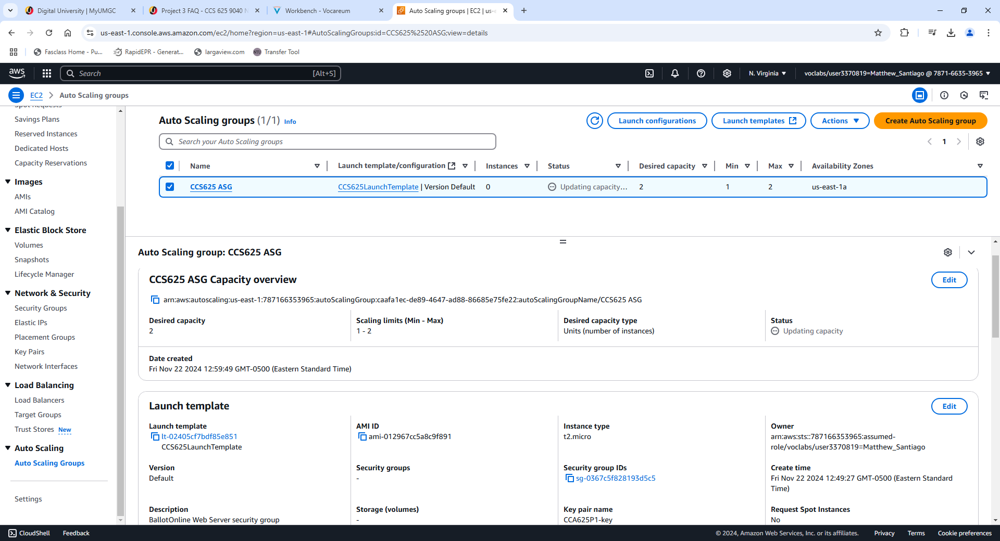 Digital University | MyUMGC
Project 3 FAQ - CCS 625 9040
Workbench - Vocareum
Auto Scaling groups | EC2 | us-e
us-east-1.console.aws.amazon.com/ec2/home?region=us-east-1#AutoScalingGroups:id=CCS625%2520ASG;view=details
Fasclass Home - Pu...
RapidEPR - Generat...
largaview.com
NTU
Transfer Tool
aws
Search
[Alt+S]
N. Virginia
voclabs/user3370819=Matthew_Santiago @ 7871-6635-3965
EC2
Auto Scaling groups
Spot Requests
Savings Plans
Reserved Instances
Dedicated Hosts
Capacity Reservations
Images
AMIs
AMI Catalog
Elastic Block Store
Volumes
Snapshots
Lifecycle Manager
Network & Security
Security Groups
Elastic IPs
Placement Groups
Key Pairs
Network Interfaces
Load Balancing
Load Balancers
Target Groups
Trust Stores New
Auto Scaling
Auto Scaling Groups
Settings
Auto Scaling groups (1/1) Info
Launch configurations
Launch templates
Actions
Create Auto Scaling group
Search your Auto Scaling groups
1
Name
Launch template/configuration
Instances
Status
Desired capacity
Min
Max
Availability Zones
CCS625 ASG
CCS625LaunchTemplate | Version Default
0
Updating capacity...
2
1
2
us-east-1a
Auto Scaling group: CCS625 ASG
CCS625 ASG Capacity overview
Edit
arn:aws:autoscaling:us-east-1:787166353965:autoScalingGroup:caafa1ec-de89-4647-ad88-86685e75fe22:autoScalingGroupName/CCS625 ASG
Desired capacity
2
Scaling limits (Min - Max)
1 - 2
Desired capacity type
Units (number of instances)
Status
Updating capacity
Date created
Fri Nov 22 2024 12:59:49 GMT-0500 (Eastern Standard Time)
Launch template
Edit
Launch template
lt-02405cf7bdf85e851
CCS625LaunchTemplate
AMI ID
ami-012967cc5a8c9f891
Instance type
t2.micro
Owner
arn:aws:sts::787166353965:assumed-
role/voclabs/user3370819=Matthew_Santiago
Version
Default
Security groups
-
Security group IDs
sg-0367c5f828193d5c5
Create time
Fri Nov 22 2024 12:49:27 GMT-0500 (Eastern Standard
Time)
Description
BallotOnline Web Server security group
Storage (volumes)
-
Key pair name
CCA625P1-key
Request Spot Instances
No
CloudShell
Feedback
© 2024, Amazon Web Services, Inc. or its affiliates.
Privacy
Terms
Cookie preferences